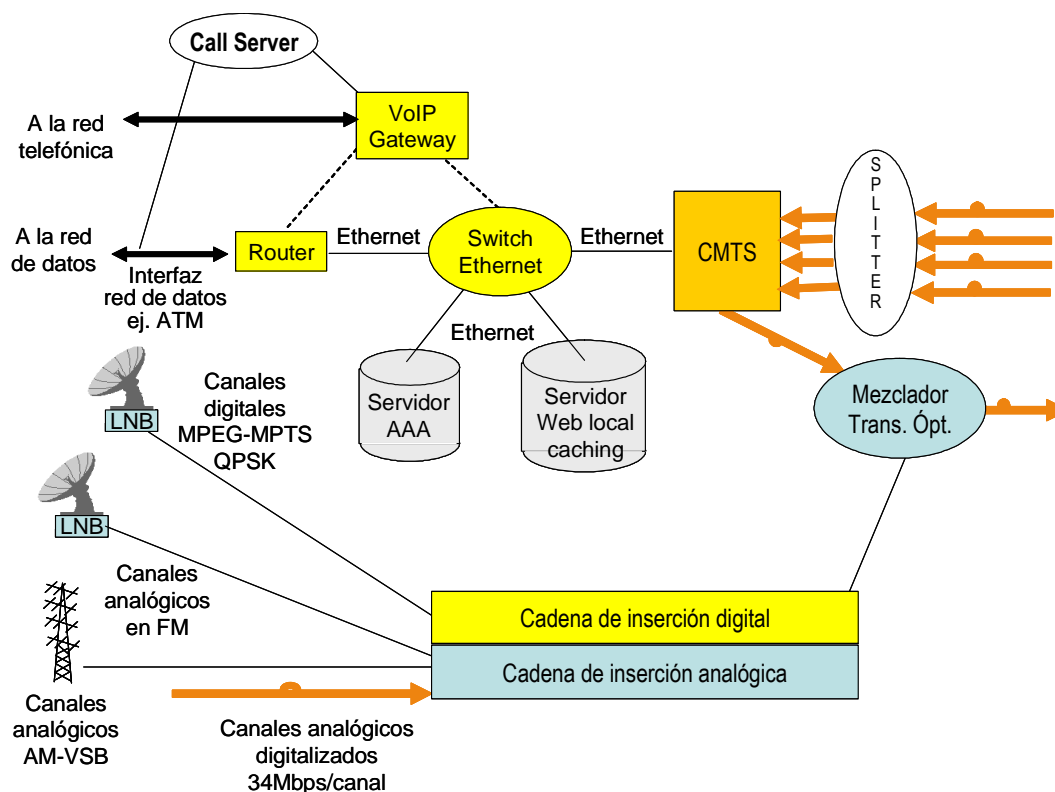 Call Server
VoIP
Gateway
A la red
telefónica
SPLITTER
A la red
de datos
Router
Ethernet
Switch
Ethernet
Ethernet
CMTS
Interfaz
red de datos
ej. ATM
Ethernet
Canales
digitales
MPEG-MPTS
QPSK
Servidor
AAA
Servidor
Web local
caching
Mezclador
Trans. Ópt.
LNB
LNB
Canales
analógicos
en FM
Cadena de inserción digital
Cadena de inserción analógica
Canales
analógicos
AM-VSB
Canales analógicos
digitalizados
34Mbps/canal